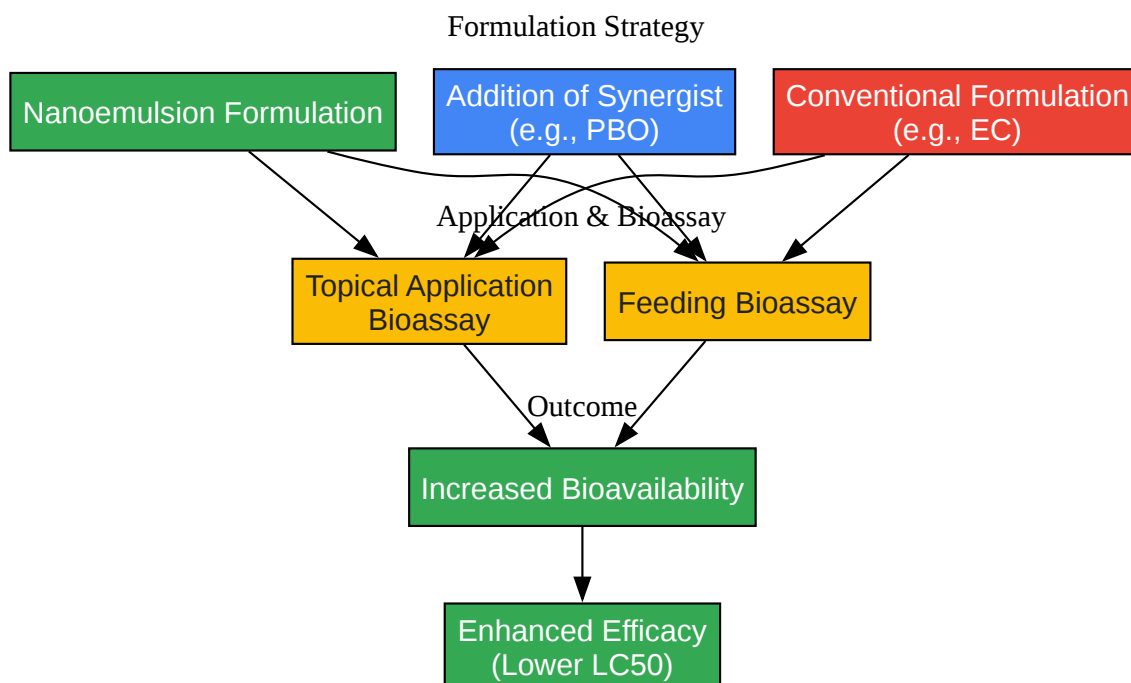 Formulation Strategy
Nanoemulsion Formulation
Addition of Synergist
(e.g., PBO)
Conventional Formulation
(e.g., EC)
Application & Bioassay
Topical Application
Bioassay
Feeding Bioassay
Outcome
Increased Bioavailability
Enhanced Efficacy
(Lower LC50)